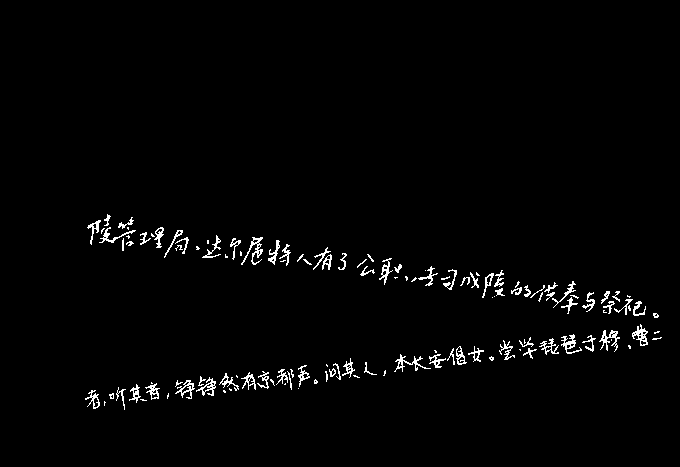 陵管理局。达尔扈特人有了公职，专司成陵的供奉与祭祀。
者，听其音，铮铮然有京都声。问其人，本长安倡女。尝学琵琶于穆、曹二